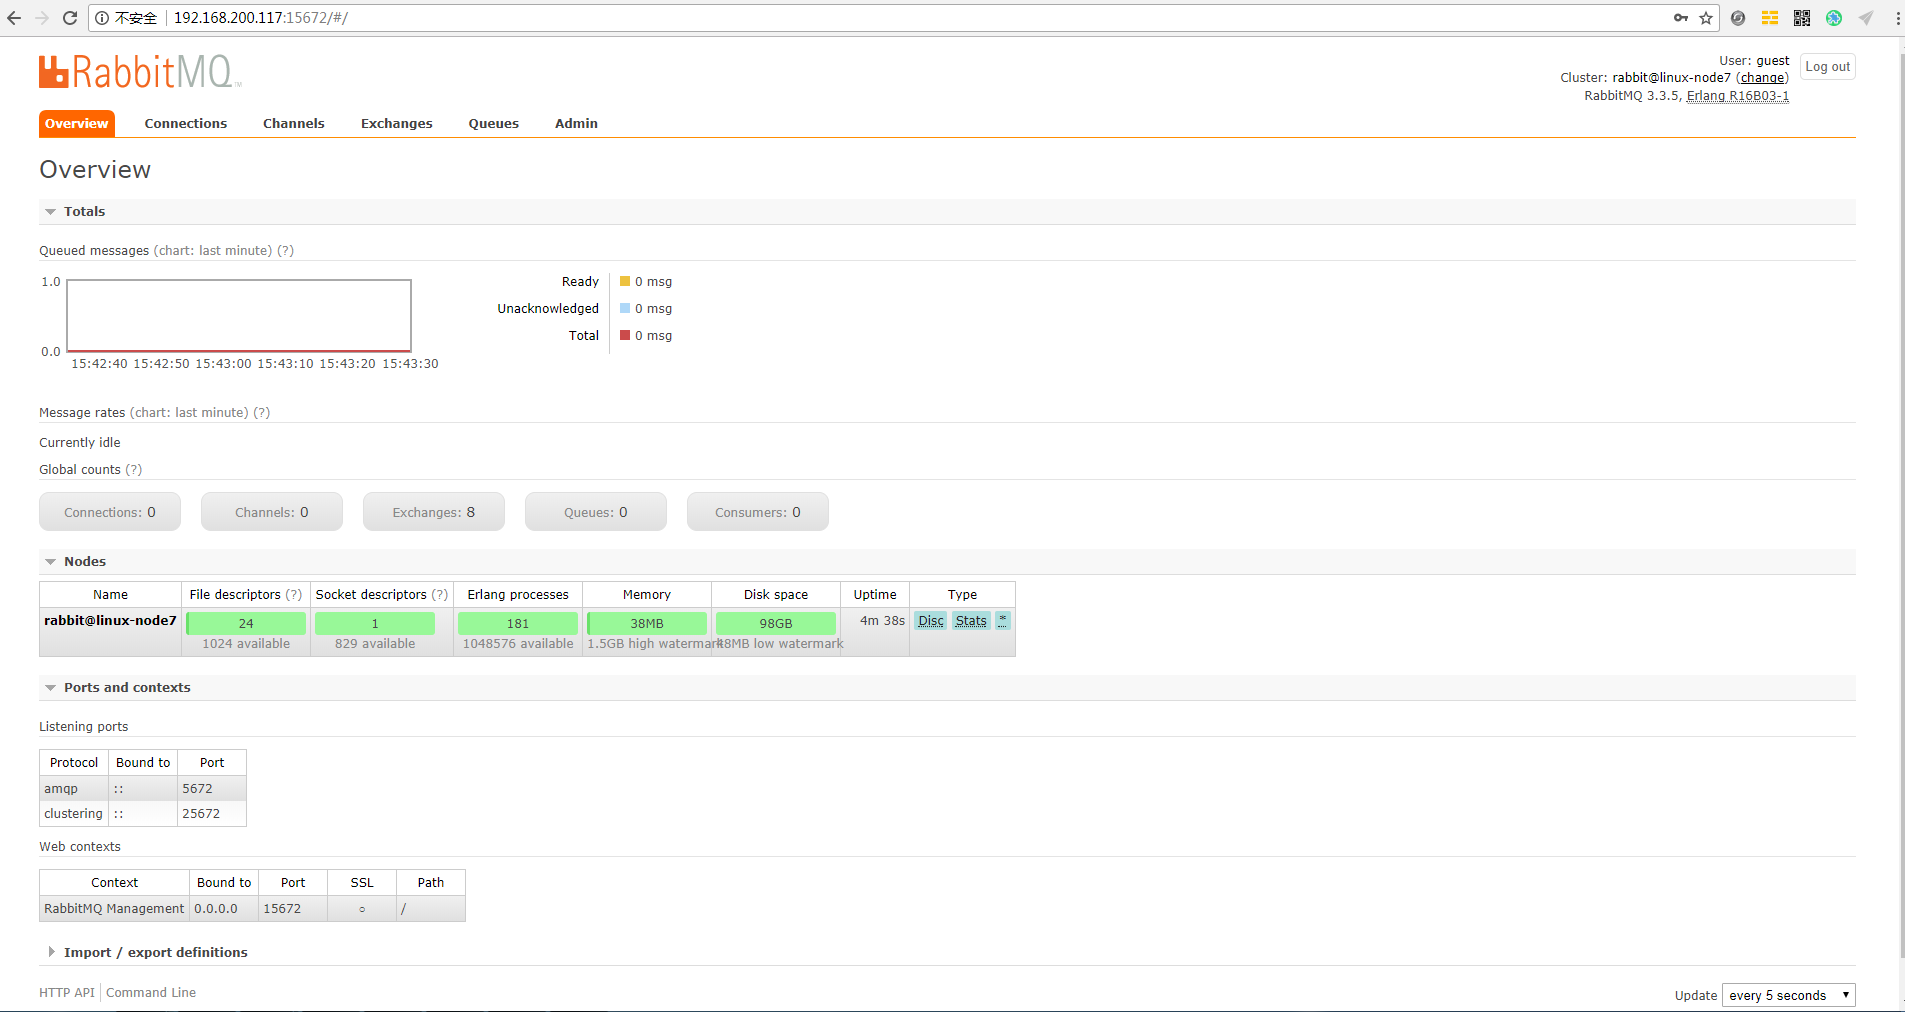 不安全 192.168.200.117:15672/#/
RabbitMQ TM
User: guest
Log out
Cluster: rabbit@linux-node7 (change)
RabbitMQ 3.3.5, Erlang R16B03-1
Overview Connections Channels Exchanges Queues Admin
Overview
Totals
Queued messages (chart: last minute) (?)
1.0
0.0
15:42:40 15:42:50 15:43:00 15:43:10 15:43:20 15:43:30
Ready 0 msg
Unacknowledged 0 msg
Total 0 msg
Message rates (chart: last minute) (?)
Currently idle
Global counts (?)
Connections: 0 Channels: 0 Exchanges: 8 Queues: 0 Consumers: 0
Nodes
Name File descriptors (?) Socket descriptors (?) Erlang processes Memory Disk space Uptime Type
rabbit@linux-node7 24 1 181 38MB 98GB 4m 38s Disc Stats *
1024 available 829 available 1048576 available 1.5GB high watermark 48MB low watermark
Ports and contexts
Listening ports
Protocol Bound to Port
amqp :: 5672
clustering :: 25672
Web contexts
Context Bound to Port SSL Path
RabbitMQ Management 0.0.0.0 15672 ○ /
Import / export definitions
HTTP API Command Line
Update every 5 seconds